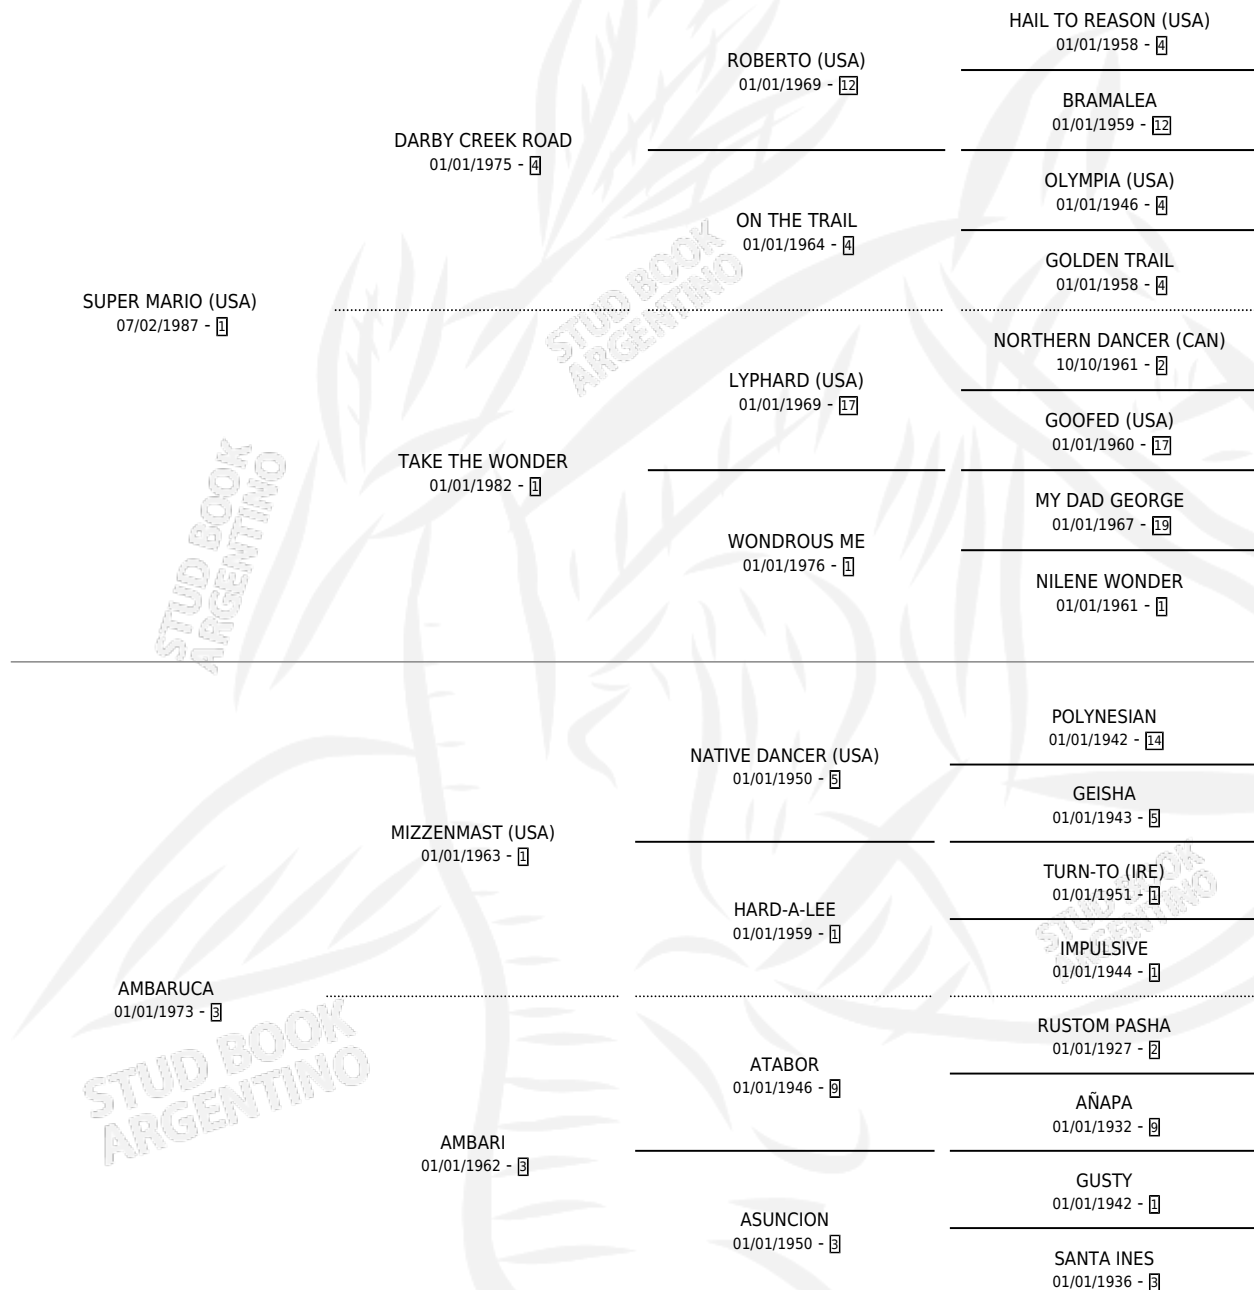 HAIL TO REASON (USA)
01/01/1958 - 4
ROBERTO (USA)
01/01/1969 - 12
BRAMALEA
01/01/1959 - 12
DARBY CREEK ROAD
01/01/1975 - 4
OLYMPIA (USA)
01/01/1946 - 4
ON THE TRAIL
01/01/1964 - 4
GOLDEN TRAIL
01/01/1958 - 4
SUPER MARIO (USA)
07/02/1987 - 1
NORTHERN DANCER (CAN)
10/10/1961 - 2
LYPHARD (USA)
01/01/1969 - 17
GOOFED (USA)
01/01/1960 - 17
TAKE THE WONDER
01/01/1982 - 1
MY DAD GEORGE
01/01/1967 - 19
WONDROUS ME
01/01/1976 - 1
NILENE WONDER
01/01/1961 - 1
POLYNESIAN
01/01/1942 - 14
NATIVE DANCER (USA)
01/01/1950 - 5
GEISHA
01/01/1943 - 5
MIZZENMAST (USA)
01/01/1963 - 1
TURN-TO (IRE)
01/01/1951 - 1
HARD-A-LEE
01/01/1959 - 1
IMPULSIVE
01/01/1944 - 1
AMBARUCA
01/01/1973 - 3
RUSTOM PASHA
01/01/1927 - 2
ATABOR
01/01/1946 - 9
AÑAPA
01/01/1932 - 9
AMBARI
01/01/1962 - 3
GUSTY
01/01/1942 - 1
ASUNCION
01/01/1950 - 3
SANTA INES
01/01/1936 - 3
STUD BOOK
ARGENTINO
STUD BOOK
ARGENTINO
STUD BOOK
ARGENTINO
STUD BOOK
ARGENTINO